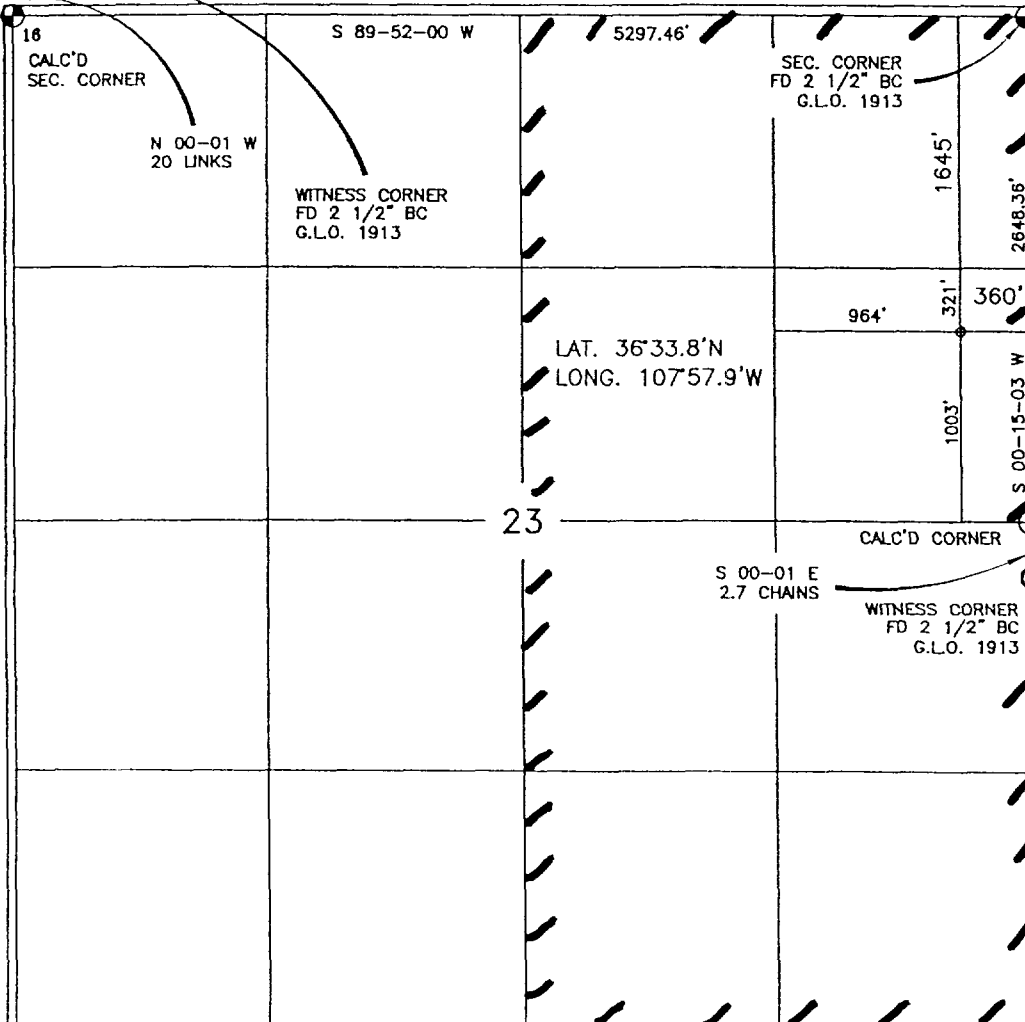 16
CALC'D
SEC. CORNER
S 89-52-00 W
5297.46'
SEC. CORNER
FD 2 1/2" BC
G.L.O. 1913
N 00-01 W
20 LINKS
WITNESS CORNER
FD 2 1/2" BC
G.L.O. 1913
1645'
2648.36'
321'
360'
964'
LAT. 36°33.8'N
LONG. 107°57.9'W
1003'
S 00-15-03 W
23
CALC'D CORNER
S 00-01 E
2.7 CHAINS
WITNESS CORNER
FD 2 1/2" BC
G.L.O. 1913